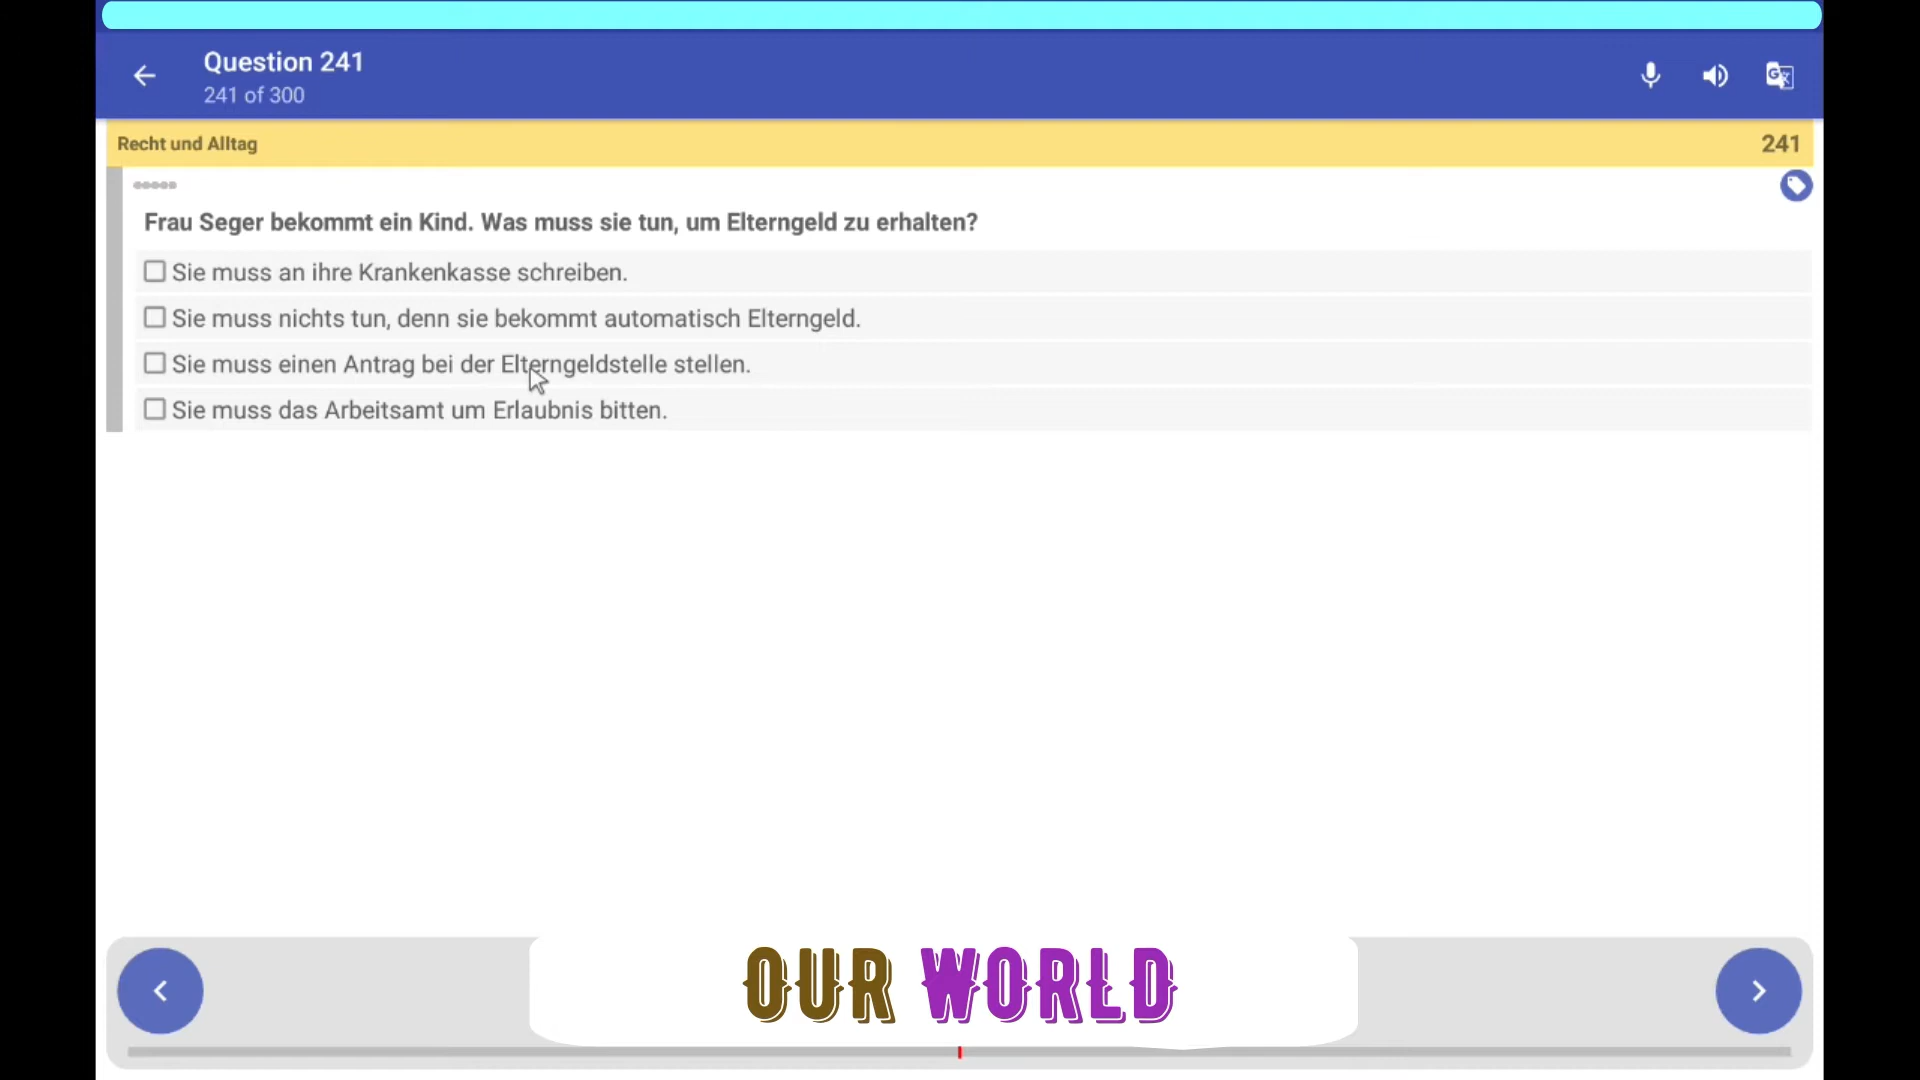 Question 241
241 of 300
Recht und Alltag
241
Frau Seger bekommt ein Kind. Was muss sie tun, um Elterngeld zu erhalten?
Sie muss an ihre Krankenkasse schreiben.
Sie muss nichts tun, denn sie bekommt automatisch Elterngeld.
Sie muss einen Antrag bei der Elterngeldstelle stellen.
Sie muss das Arbeitsamt um Erlaubnis bitten.
OUR WORLD